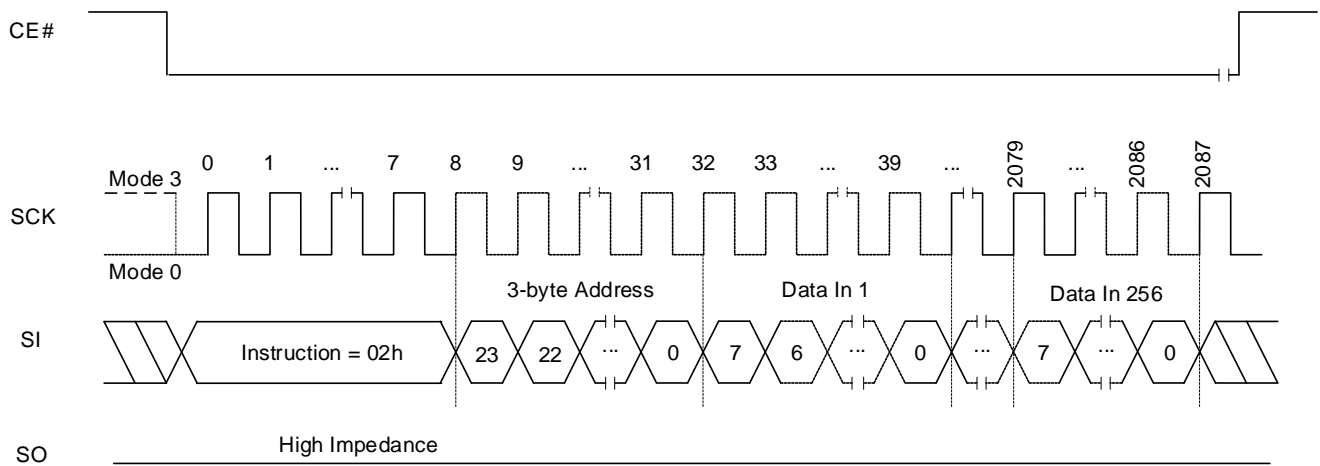 CE#
0 1 ... 7 8 9 ... 31 32 33 ... 39 ... 2079 ... 2086 2087
Mode 3
SCK
Mode 0
3-byte Address Data In 1 Data In 256
SI Instruction = 02h 23 22 ... 0 7 6 ... 0 ... 7 ... 0
High Impedance
SO